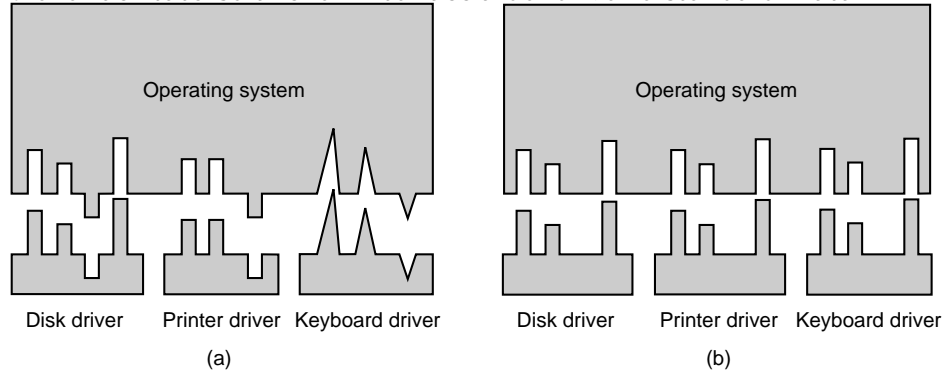 Operating system
Operating system
Disk driver Printer driver Keyboard driver
Disk driver Printer driver Keyboard driver
(a)
(b)